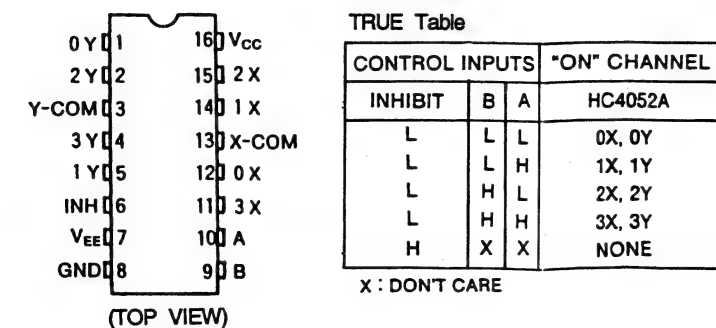 0Y 1 16 VCC
2Y 2 15 2X
Y-COM 3 14 1X
3Y 4 13 X-COM
1Y 5 12 0X
INH 6 11 3X
VEE 7 10 A
GND 8 9 B
(TOP VIEW)
TRUE Table
CONTROL INPUTS "ON" CHANNEL
INHIBIT B A HC4052A
L L L 0X, 0Y
L L H 1X, 1Y
L H L 2X, 2Y
L H H 3X, 3Y
H X X NONE
X : DON'T CARE